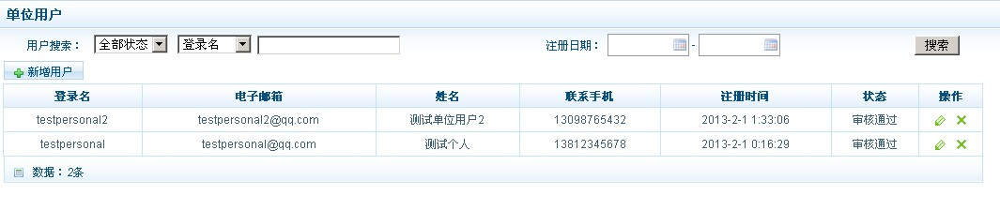 单位用户
用户搜索： 全部状态 登录名 注册日期： - 搜索
新增用户
登录名 电子邮箱 姓名 联系手机 注册时间 状态 操作
testpersonal2 testpersonal2@qq.com 测试单位用户2 13098765432 2013-2-1 1:33:06 审核通过
testpersonal testpersonal@qq.com 测试个人 13812345678 2013-2-1 0:16:29 审核通过
数据：2条